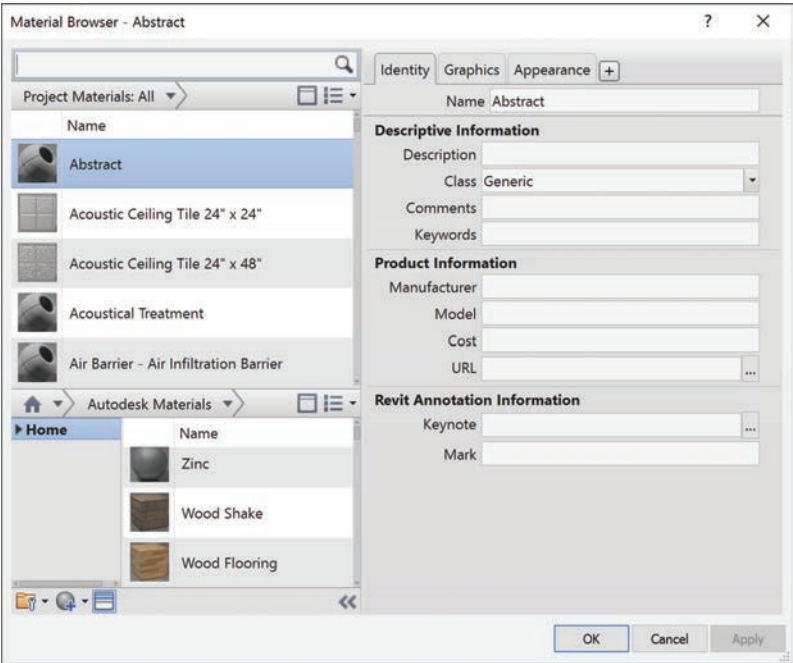 Material Browser - Abstract
?
Project Materials: All
Name
Abstract
Acoustic Ceiling Tile 24" x 24"
Acoustic Ceiling Tile 24" x 48"
Acoustical Treatment
Air Barrier - Air Infiltration Barrier
Autodesk Materials
Home
Name
Zinc
Wood Shake
Wood Flooring
Identity Graphics Appearance +
Name Abstract
Descriptive Information
Description
Class Generic
Comments
Keywords
Product Information
Manufacturer
Model
Cost
URL ...
Revit Annotation Information
Keynote ...
Mark
OK Cancel Apply